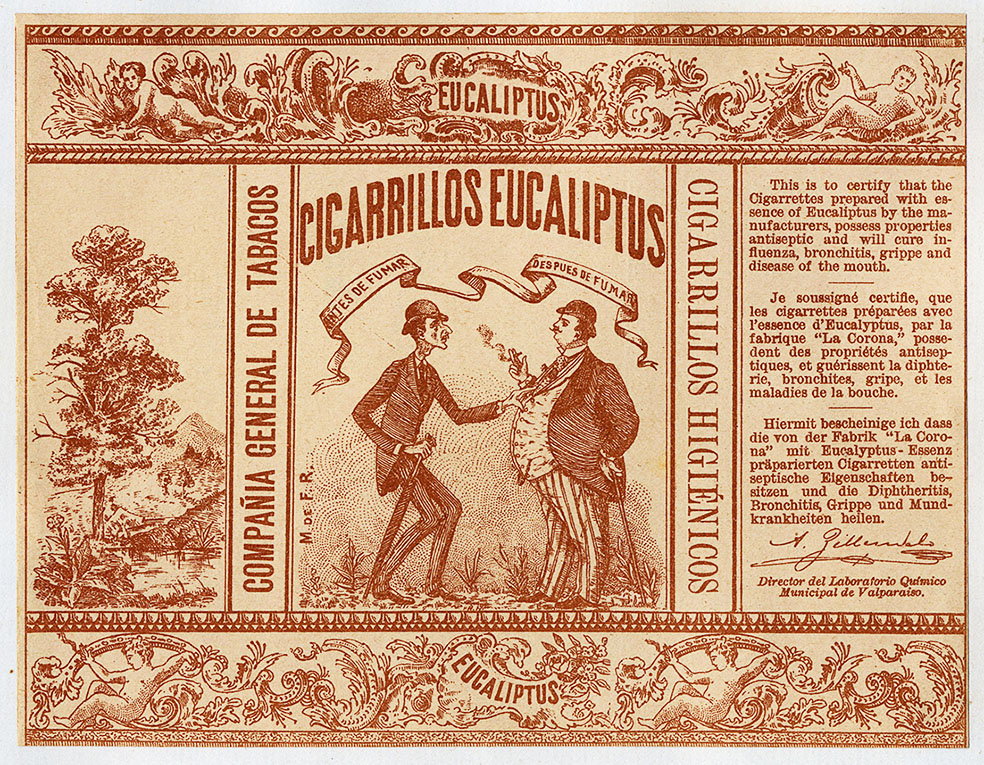 EUCALIPTUS
COMPAÑIA GENERAL DE TABACOS
CIGARRILLOS EUCALIPTUS
ANTES DE FUMAR
DESPUES DE FUMAR
M DE F. R.
CIGARRILLOS HIGIÉNICOS
This is to certify that the
Cigarrettes prepared with es-
sence of Eucaliptus by the ma-
nufacturers, possess properties
antiseptic and will cure in-
fluenza, bronchitis, grippe and
disease of the mouth.
Je soussigné certifie, que
les cigarrettes préparées avec
l'essence d'Eucalyptus, par la
fabrique “La Corona,” posse-
dent des propriétés antisep-
tiques, et guérissent la diphte-
rie, bronchites, gripe, et les
maladies de la bouche.
Hiermit bescheinige ich dass
die von der Fabrik “La Coro-
na” mit Eucalyptus-Essenz
präparierten Cigarretten anti-
septische Eigenschaften be-
sitzen und die Diphtheritis,
Bronchitis, Grippe und Mund-
krankheiten heilen.
A.
Director del Laboratorio Químico
Municipal de Valparaíso.
EUCALIPTUS